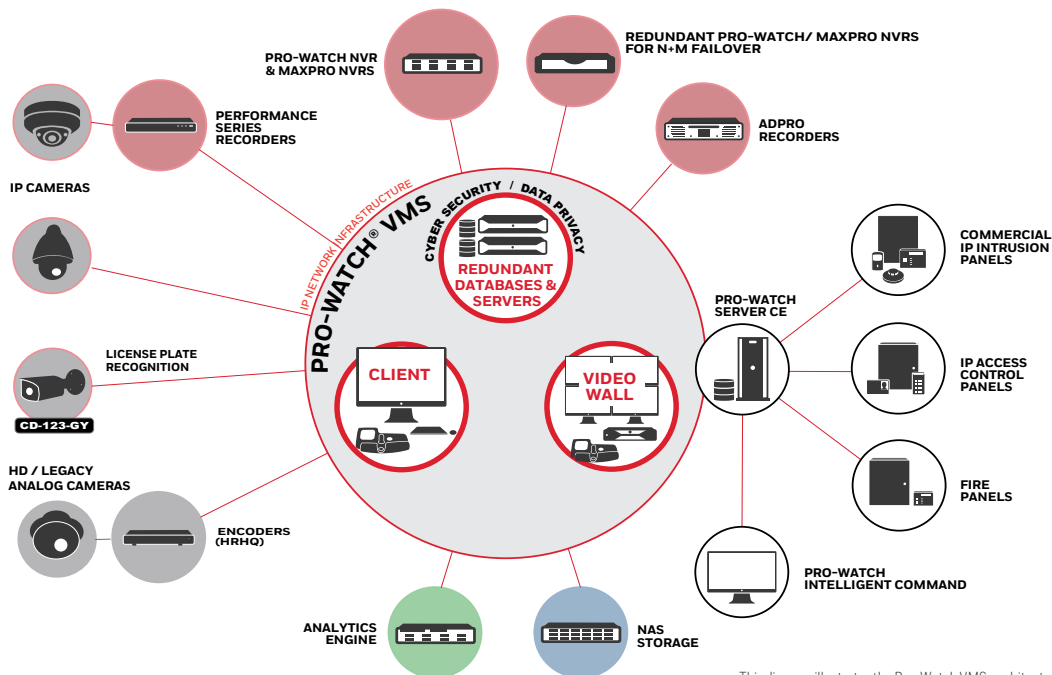 PRO-WATCH NVR
& MAXPRO NVRS
REDUNDANT PRO-WATCH/ MAXPRO NVRS
FOR N+M FAILOVER
PERFORMANCE
SERIES
RECORDERS
ADPRO
RECORDERS
IP CAMERAS
IP NETWORK INFRASTRUCTURE
PRO-WATCH® VMS
CYBER SECURITY / DATA PRIVACY
REDUNDANT
DATABASES &
SERVERS
COMMERCIAL
IP INTRUSION
PANELS
PRO-WATCH
SERVER CE
LICENSE PLATE
RECOGNITION
CLIENT
VIDEO
WALL
IP ACCESS
CONTROL
PANELS
CD-123-GY
HD / LEGACY
ANALOG CAMERAS
FIRE
PANELS
ENCODERS
(HRHQ)
PRO-WATCH
INTELLIGENT COMMAND
ANALYTICS
ENGINE
NAS
STORAGE